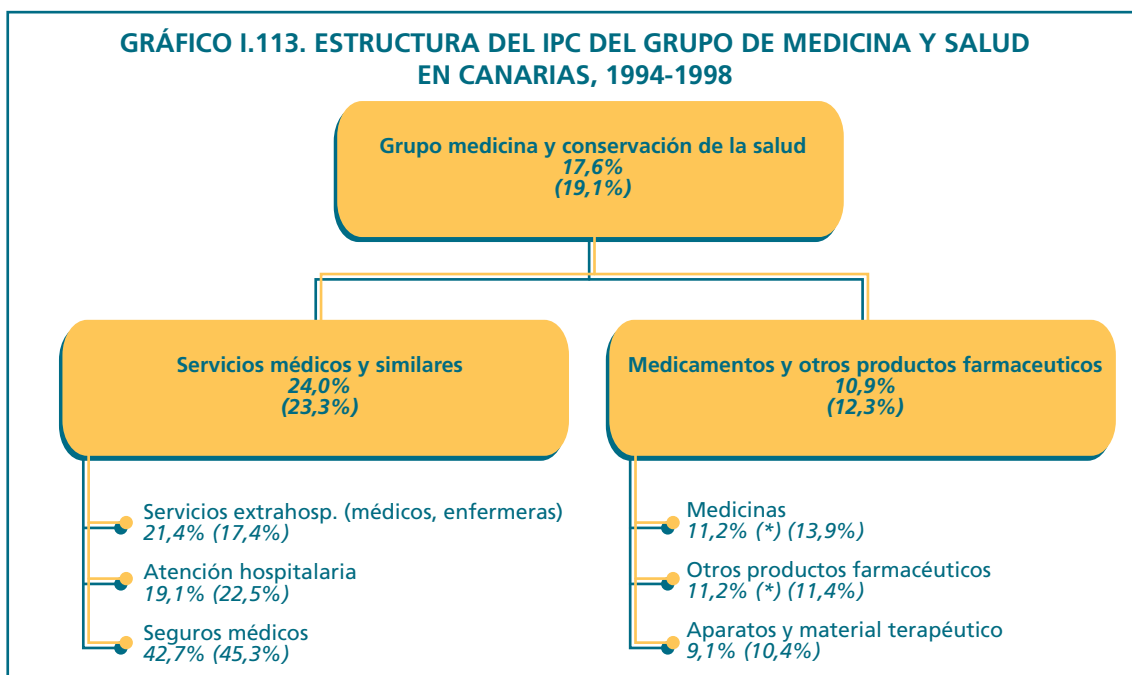 GRÁFICO I.113. ESTRUCTURA DEL IPC DEL GRUPO DE MEDICINA Y SALUD
EN CANARIAS, 1994-1998
Grupo medicina y conservación de la salud
17,6%
(19,1%)
Servicios médicos y similares
24,0%
(23,3%)
Medicamentos y otros productos farmaceuticos
10,9%
(12,3%)
Servicios extrahosp. (médicos, enfermeras)
21,4% (17,4%)
Atención hospitalaria
19,1% (22,5%)
Seguros médicos
42,7% (45,3%)
Medicinas
11,2% (*) (13,9%)
Otros productos farmacéuticos
11,2% (*) (11,4%)
Aparatos y material terapéutico
9,1% (10,4%)